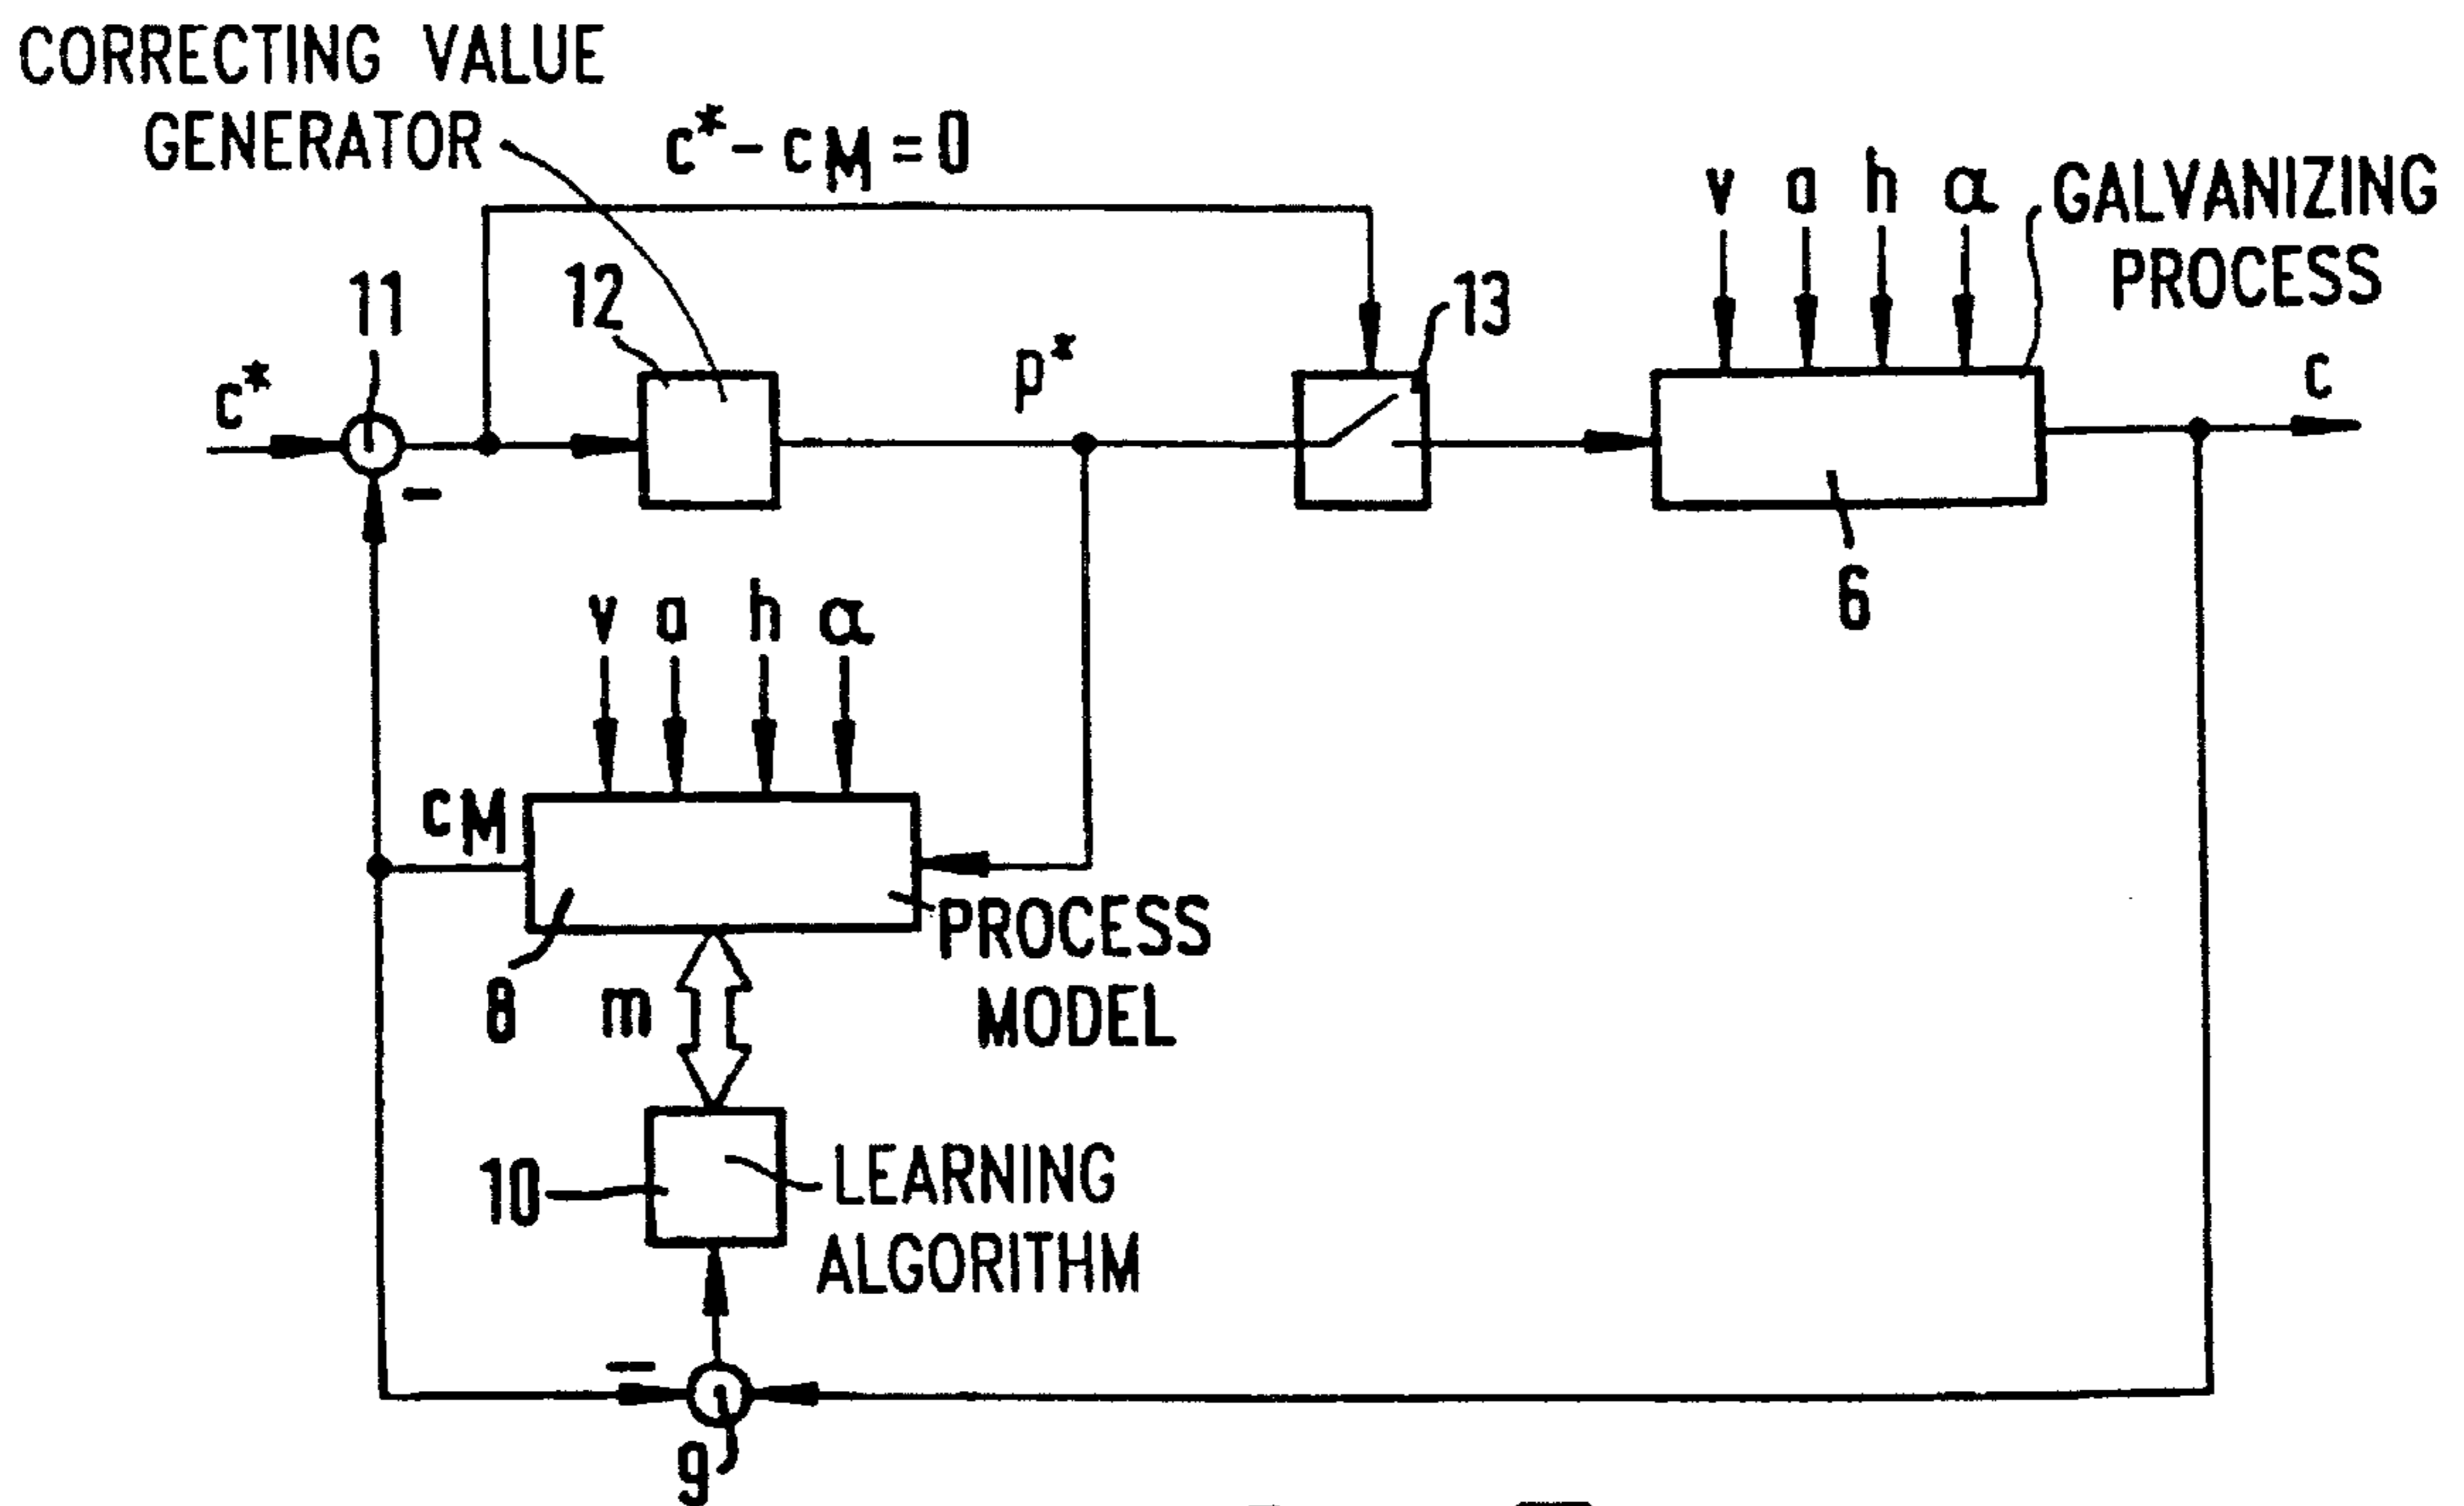 CORRECTING VALUE
GENERATOR
c* - cM = 0
v a h α
GALVANIZING
PROCESS
11
12
13
c*
p*
c
-
6
v a h α
cM
PROCESS
MODEL
8
m
10
LEARNING
ALGORITHM
-
9